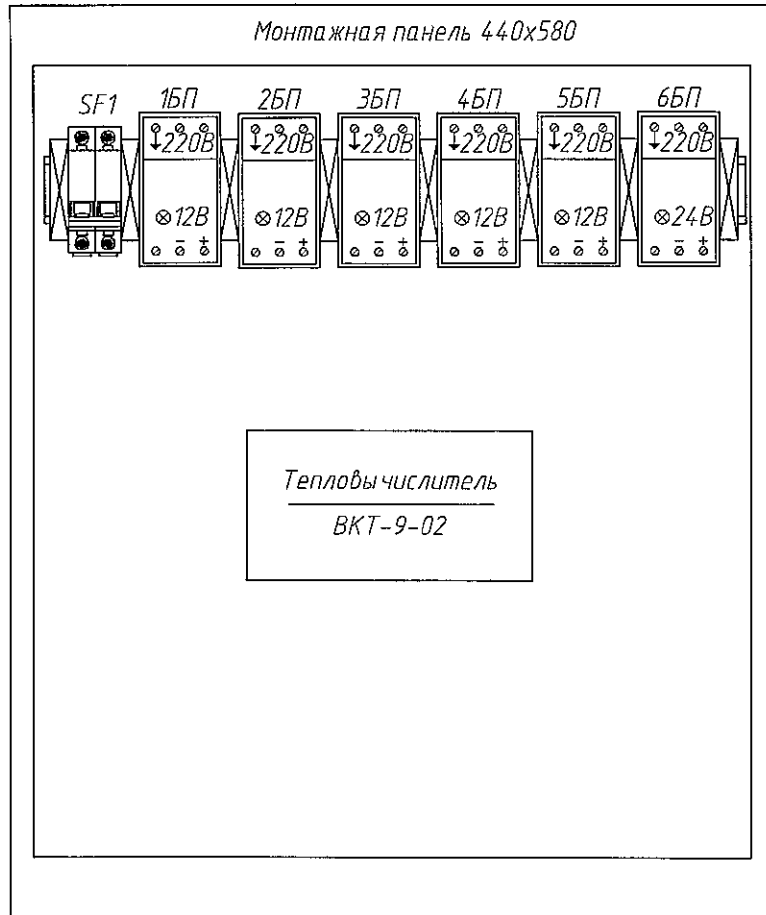 Монтажная панель 440х580
SF1 1БП 2БП 3БП 4БП 5БП 6БП
220В 220В 220В 220В 220В 220В
12В 12В 12В 12В 12В 24В
– + – + – + – + – + – +
Тепловычислитель
ВКТ-9-02